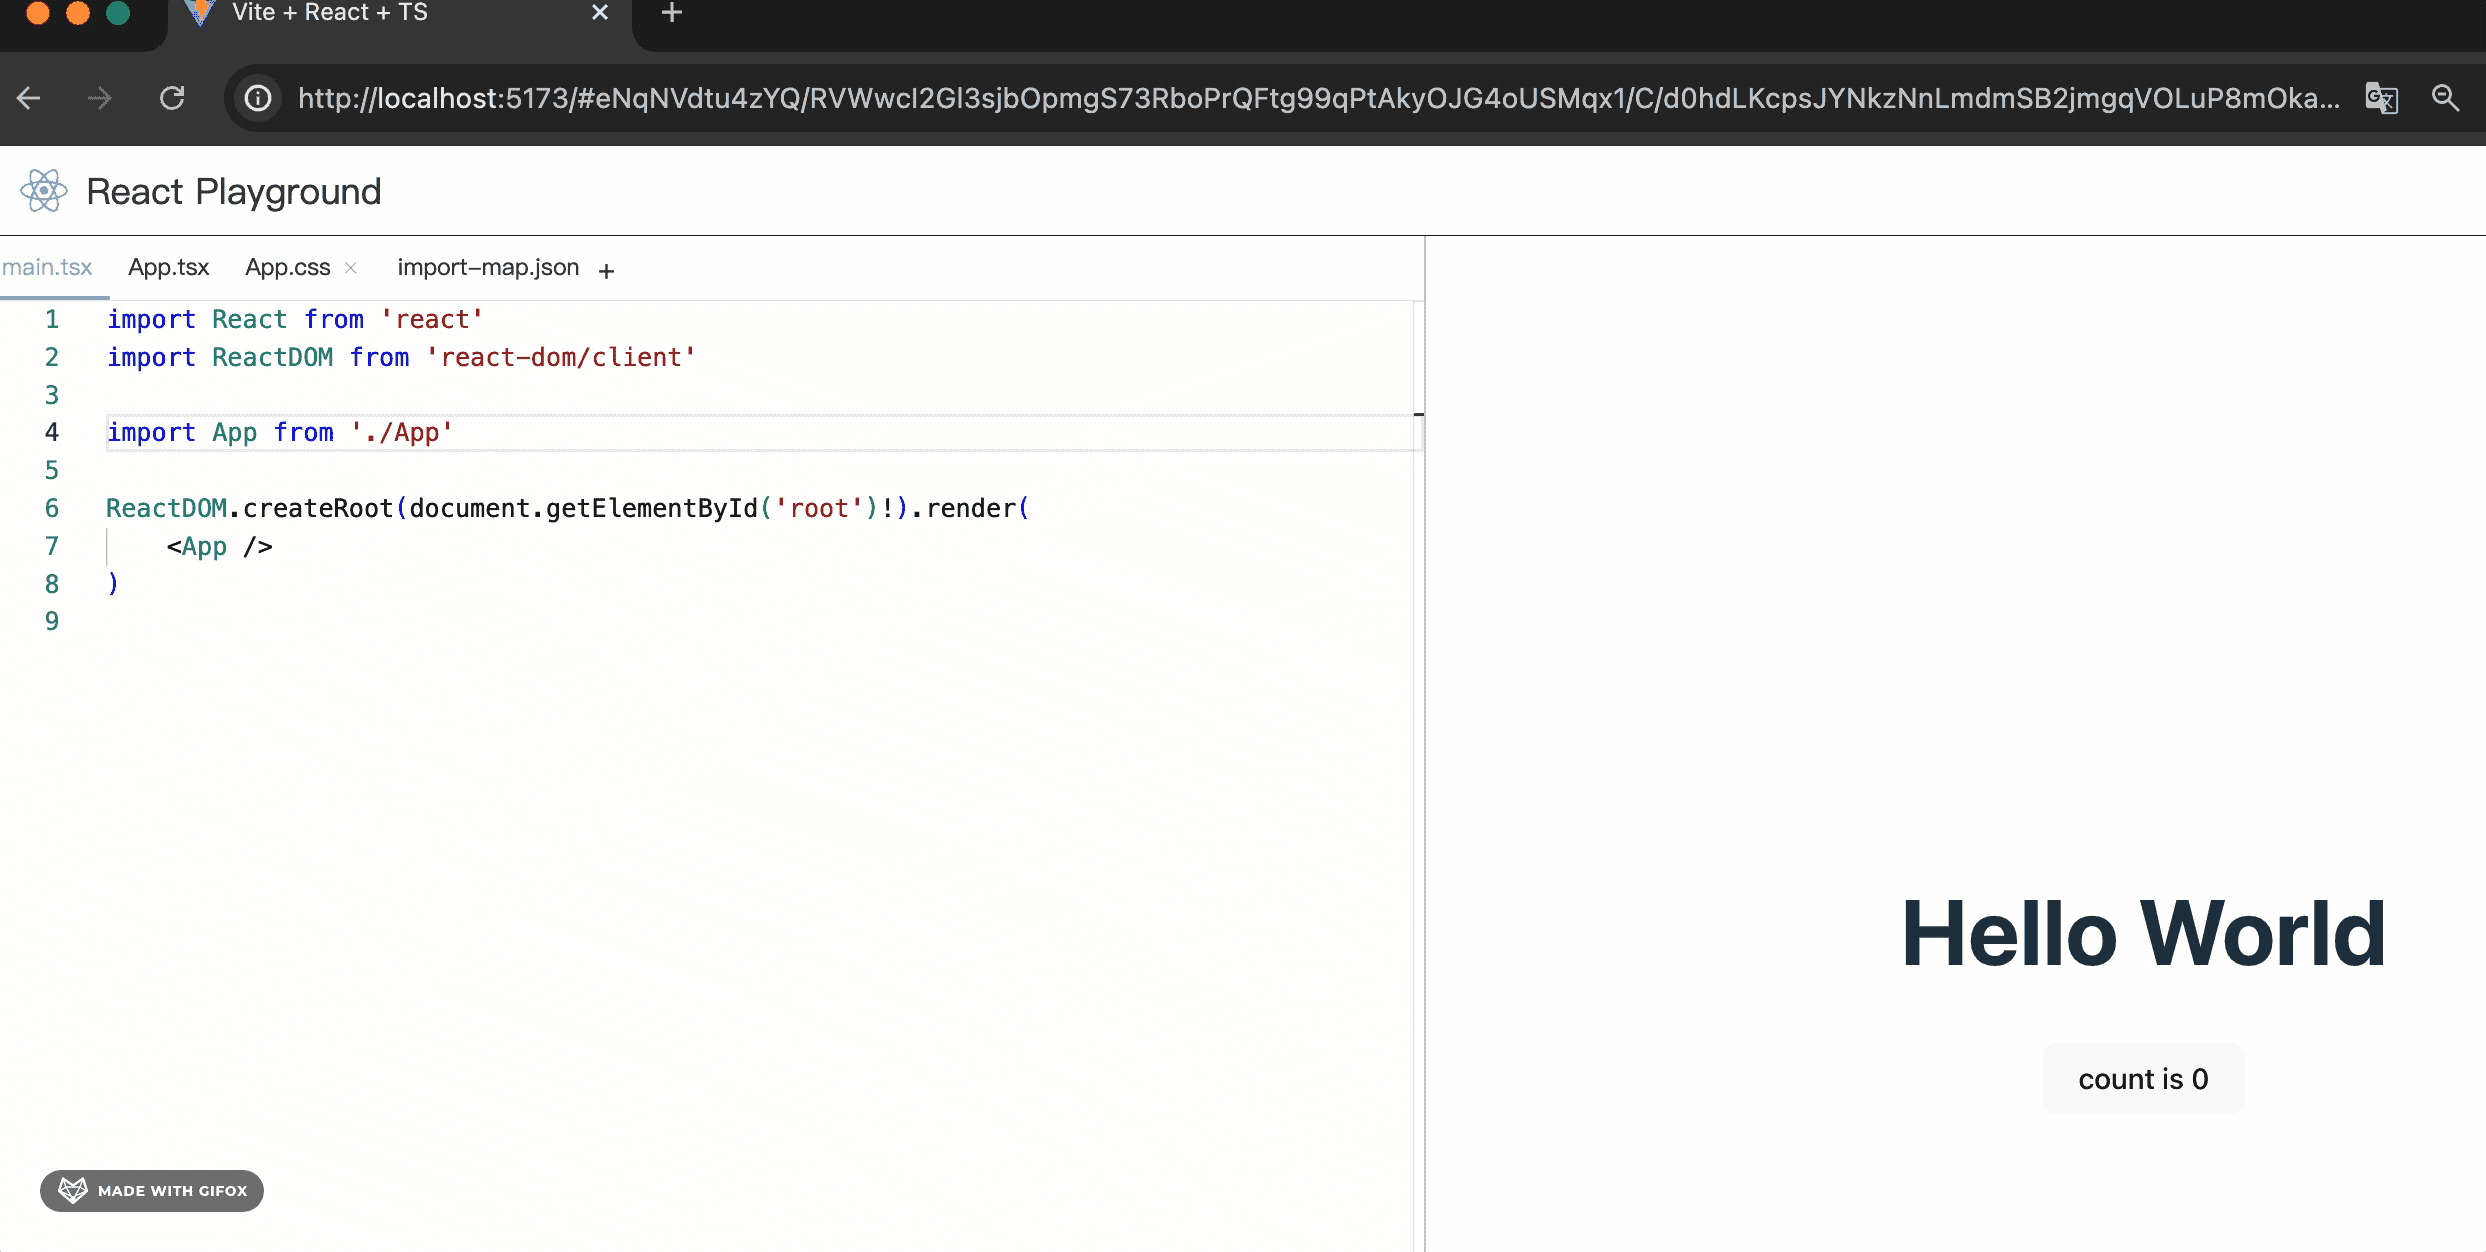 Vite + React + TS
http://localhost:5173/#eNqNVdtu4zYQ/RVWwcI2Gl3sjbOpmgS73RboPrQFtg99qPtAkyOJG4oUSMqx1/C/d0hdLKcpsJYNkzNnLmdmSB2jmgqVOLuP8mOka...
React Playground
main.tsx App.tsx App.css × import-map.json +
1 import React from 'react'
2 import ReactDOM from 'react-dom/client'
3
4 import App from './App'
5
6 ReactDOM.createRoot(document.getElementById('root')!).render(
7 <App />
8 )
9
Hello World
count is 0
MADE WITH GIFOX